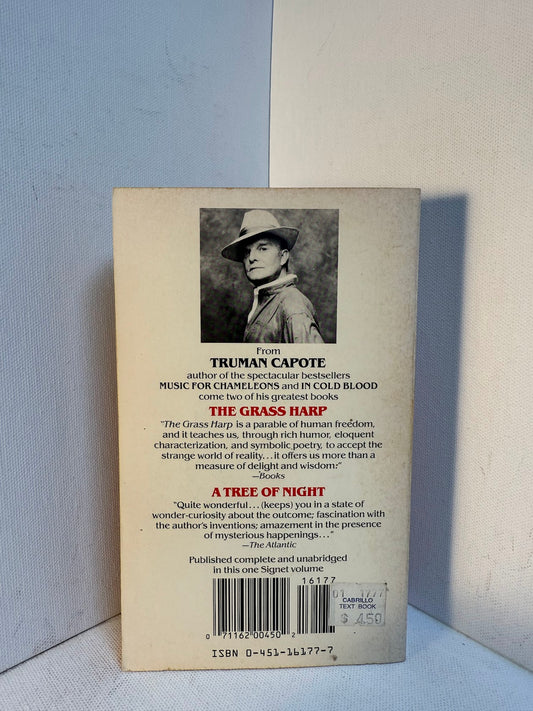 From
TRUMAN CAPOTE
author of the spectacular bestsellers
MUSIC FOR CHAMELEONS and IN COLD BLOOD
come two of his greatest books
THE GRASS HARP
"The Grass Harp is a parable of human freedom,
and it teaches us, through rich humor, eloquent
characterization, and symbolic poetry, to accept the
strange world of reality...it offers us more than a
measure of delight and wisdom:"
—Books
A TREE OF NIGHT
"Quite wonderful...(keeps) you in a state of
wonder-curiosity about the outcome; fascination with
the author's inventions; amazement in the presence
of mysterious happenings..."
—The Atlantic
Published complete and unabridged
in this one Signet volume
16177
01 1777
CABRILLO
TEXT BOOK
$ 4.50
0 71162 00450 2
ISBN 0-451-16177-7